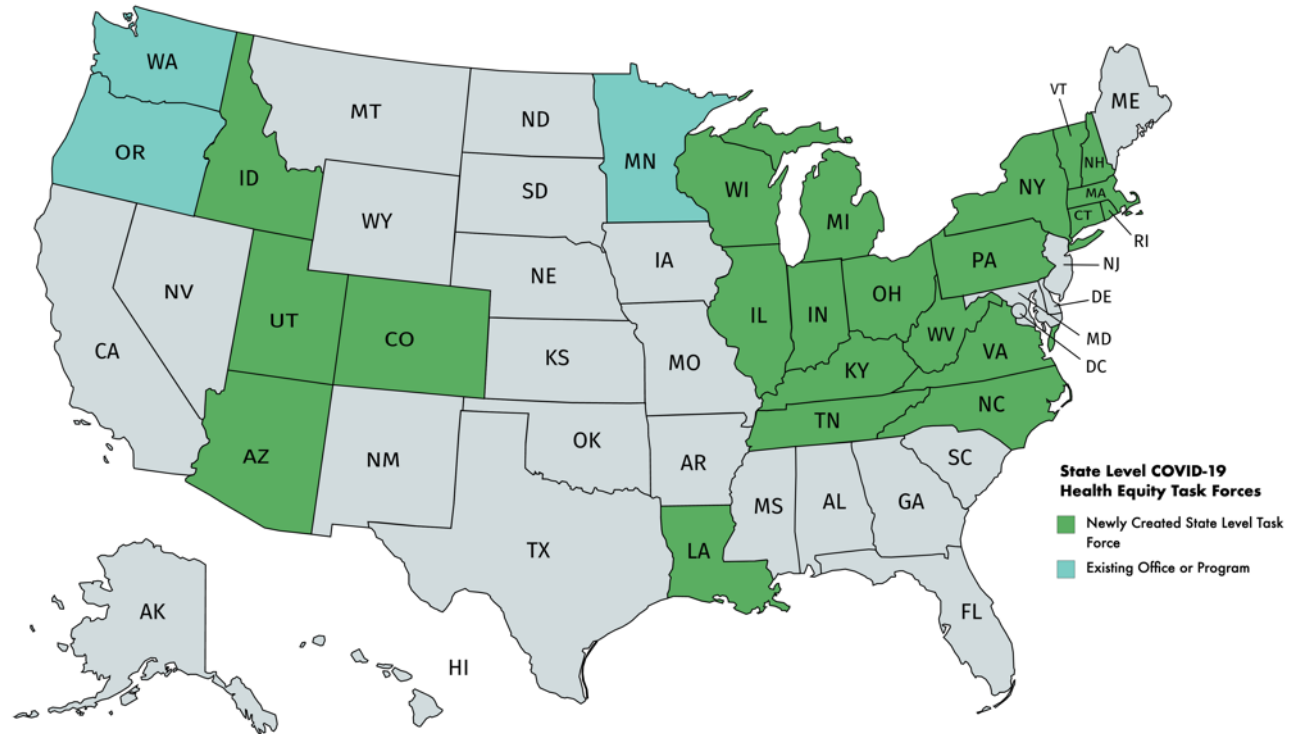 WA
MT
ND
MN
VT
ME
OR
ID
SD
WI
NY
NH
MA
WY
MI
CT
RI
IA
PA
NJ
NE
NV
UT
IL
IN
OH
DE
CO
WV
MD
CA
KS
MO
VA
DC
KY
NC
TN
AZ
NM
OK
AR
SC
MS
AL
GA
State Level COVID-19
Health Equity Task Forces
Newly Created State Level Task
Force
Existing Office or Program
TX
LA
AK
FL
HI